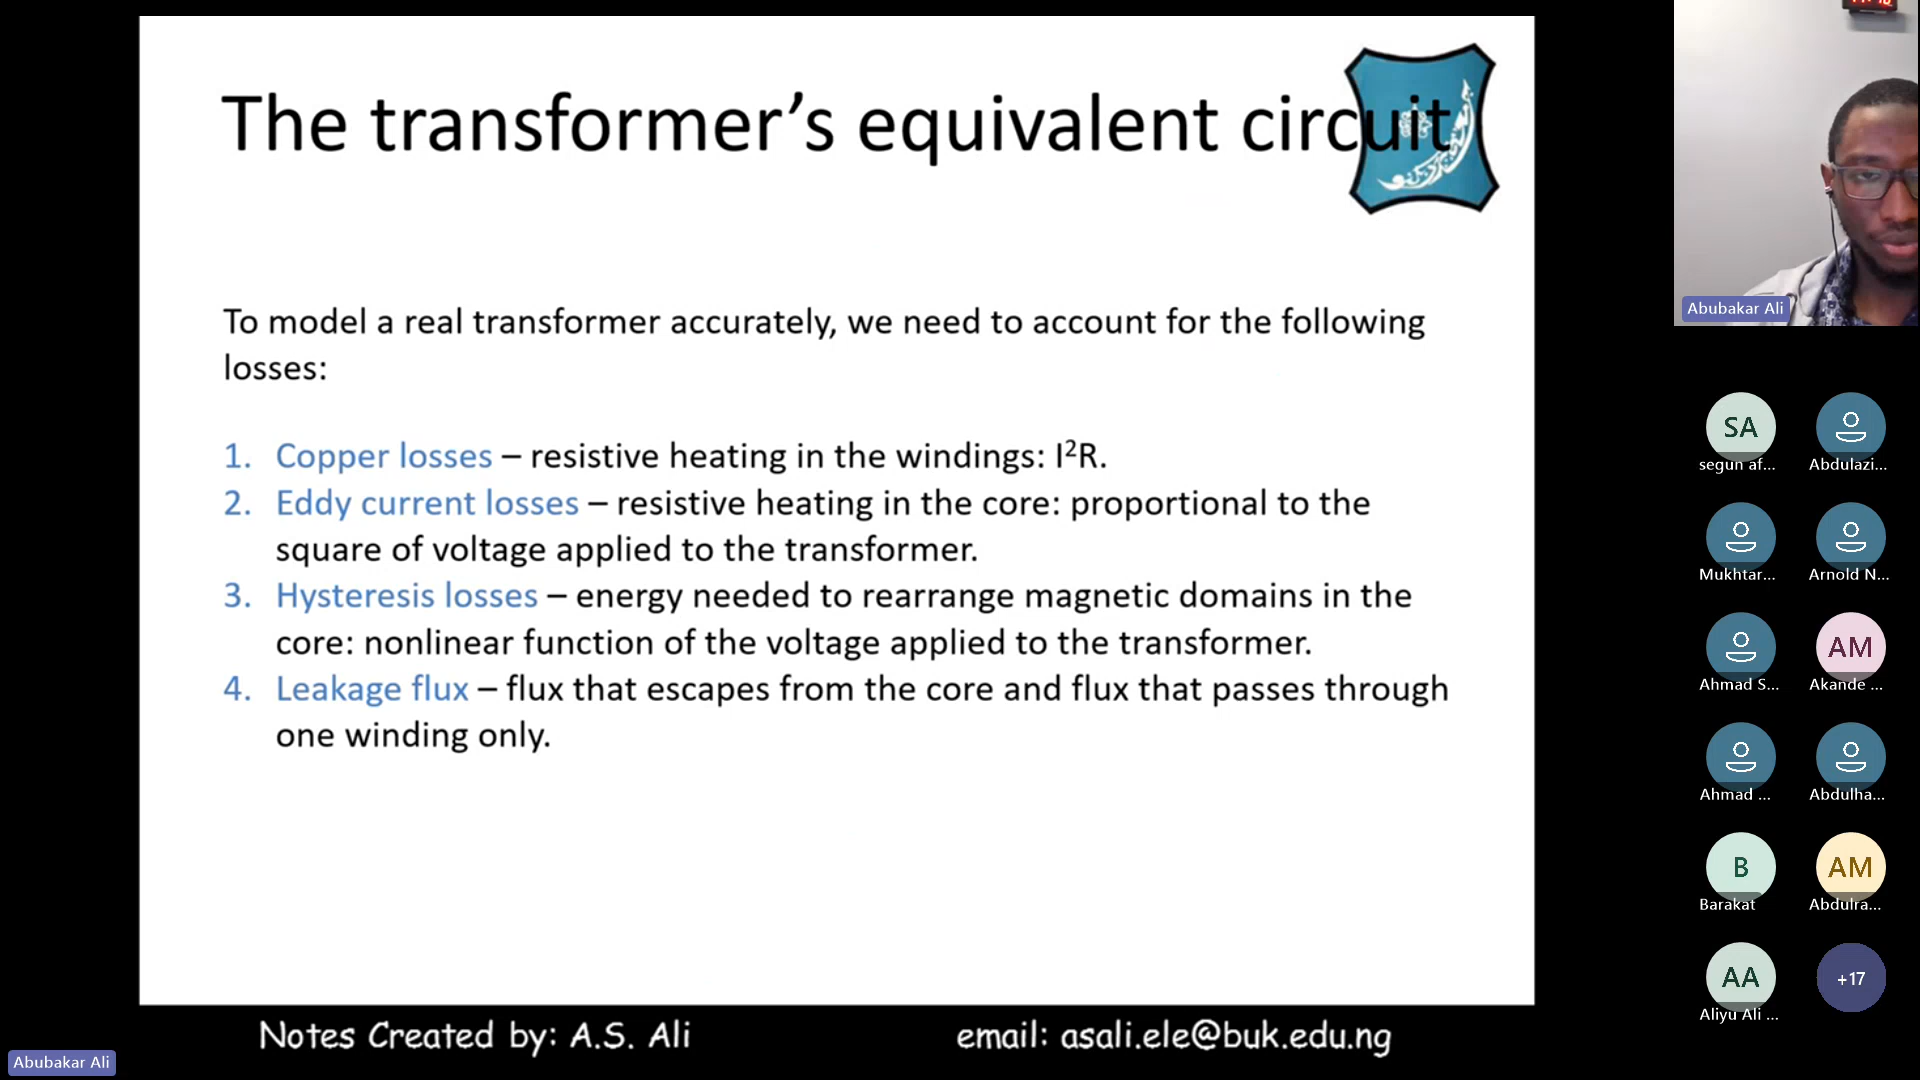 The transformer’s equivalent circuit
To model a real transformer accurately, we need to account for the following
losses:
1. Copper losses – resistive heating in the windings: I²R.
2. Eddy current losses – resistive heating in the core: proportional to the
square of voltage applied to the transformer.
3. Hysteresis losses – energy needed to rearrange magnetic domains in the
core: nonlinear function of the voltage applied to the transformer.
4. Leakage flux – flux that escapes from the core and flux that passes through
one winding only.
Notes Created by: A.S. Ali
email: asali.ele@buk.edu.ng
Abubakar Ali
Abubakar Ali
SA
segun af...
Abdulazi...
Mukhtar...
Arnold N...
Ahmad S...
AM
Akande ...
Ahmad ...
Abdulha...
B
Barakat
AM
Abdulra...
AA
Aliyu Ali ...
+17